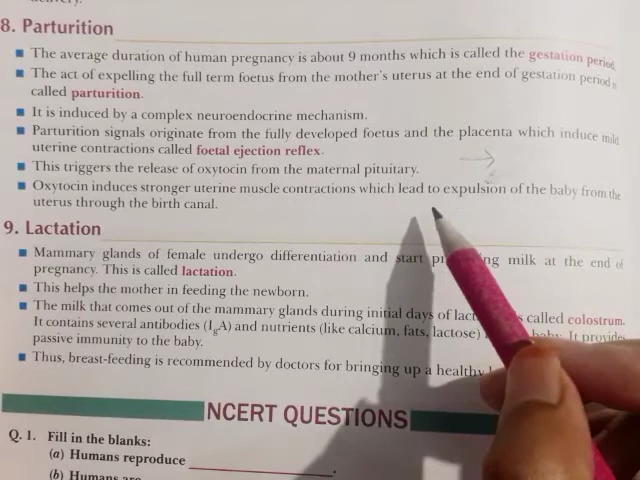 8. Parturition
■ The average duration of human pregnancy is about 9 months which is called the gestation period.
■ The act of expelling the full term foetus from the mother's uterus at the end of gestation period is
called parturition.
■ It is induced by a complex neuroendocrine mechanism.
■ Parturition signals originate from the fully developed foetus and the placenta which induce mild
uterine contractions called foetal ejection reflex.
■ This triggers the release of oxytocin from the maternal pituitary.
■ Oxytocin induces stronger uterine muscle contractions which lead to expulsion of the baby from the
uterus through the birth canal.
9. Lactation
■ Mammary glands of female undergo differentiation and start milk at the end of
pregnancy. This is called lactation.
■ This helps the mother in feeding the newborn.
■ The milk that comes out of the mammary glands during initial days of called colostrum.
It contains several antibodies (IgA) and nutrients (like calcium, fats, lactose) baby. It provides
passive immunity to the baby.
■ Thus, breast-feeding is recommended by doctors for bringing up a healthy
NCERT QUESTIONS
Q. 1. Fill in the blanks:
(a) Humans reproduce ______.
(b) Humans are